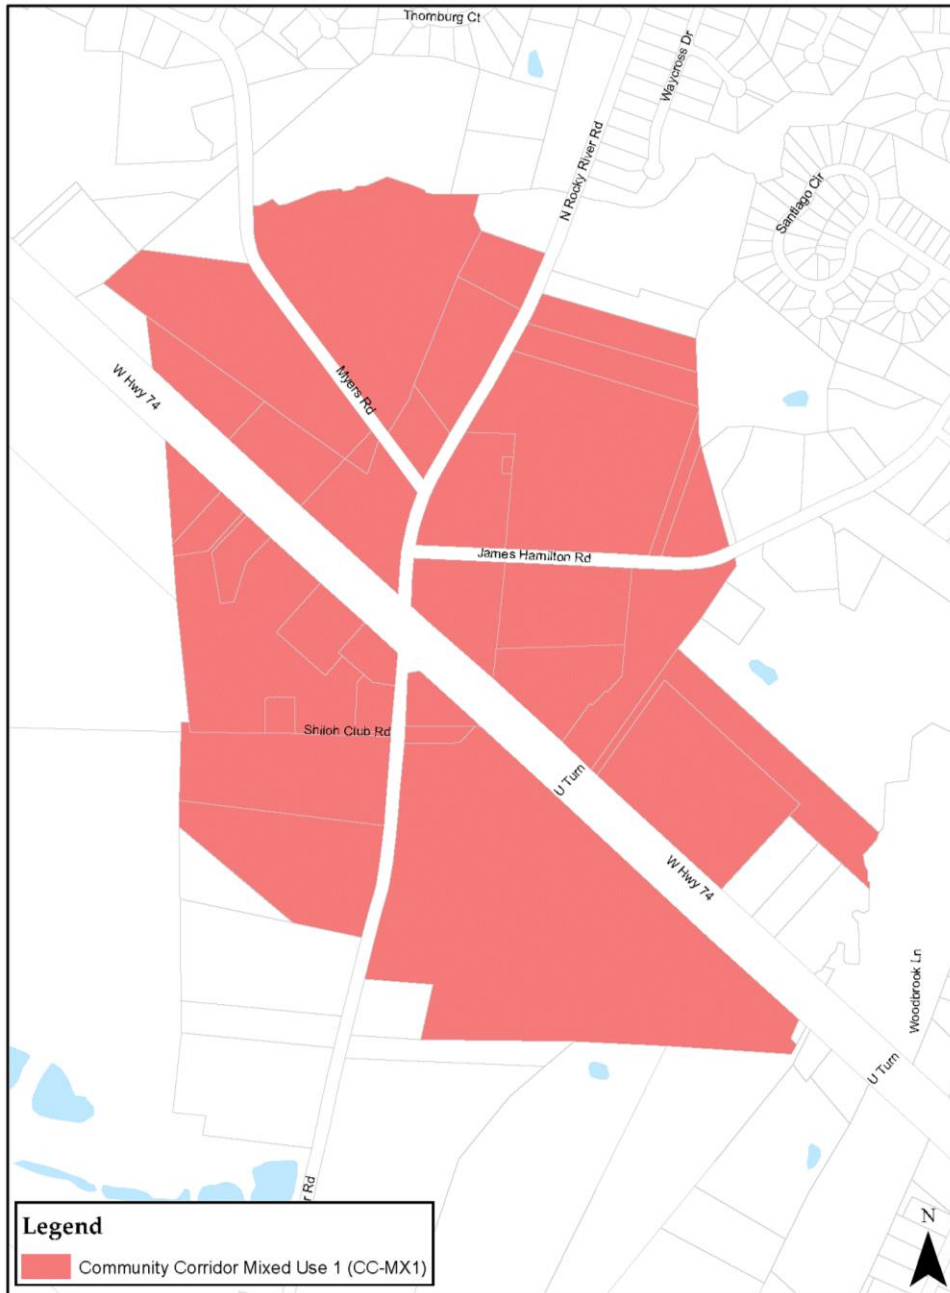 Thornburg Ct
Waycross Dr
N Rocky River Rd
Santiago Cir
W Hwy 74
Myers Rd
James Hamilton Rd
Shiloh Club Rd
U Turn
W Hwy 74
Woodbrook Ln
U Turn
r Rd
N
Legend
Community Corridor Mixed Use 1 (CC-MX1)